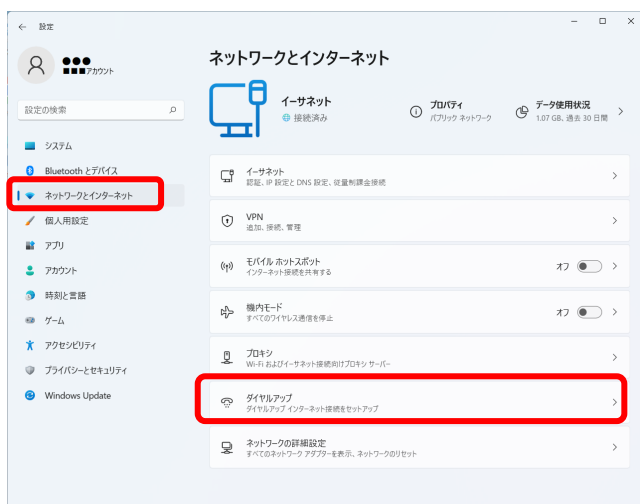 設定
●●●
■■■アカウント
設定の検索
システム
Bluetooth とデバイス
ネットワークとインターネット
個人用設定
アプリ
アカウント
時刻と言語
ゲーム
アクセシビリティ
プライバシーとセキュリティ
Windows Update
ネットワークとインターネット
イーサネット
接続済み
プロパティ
パブリック ネットワーク
データ使用状況
1.07 GB、過去 30 日間
イーサネット
認証、IP 設定と DNS 設定、従量制課金接続
VPN
追加、接続、管理
モバイル ホットスポット
インターネット接続を共有する
オフ
機内モード
すべてのワイヤレス通信を停止
オフ
プロキシ
Wi-Fi およびイーサネット接続向けプロキシ サーバー
ダイヤルアップ
ダイヤルアップ インターネット接続をセットアップ
ネットワークの詳細設定
すべてのネットワーク アダプターを表示、ネットワークのリセット